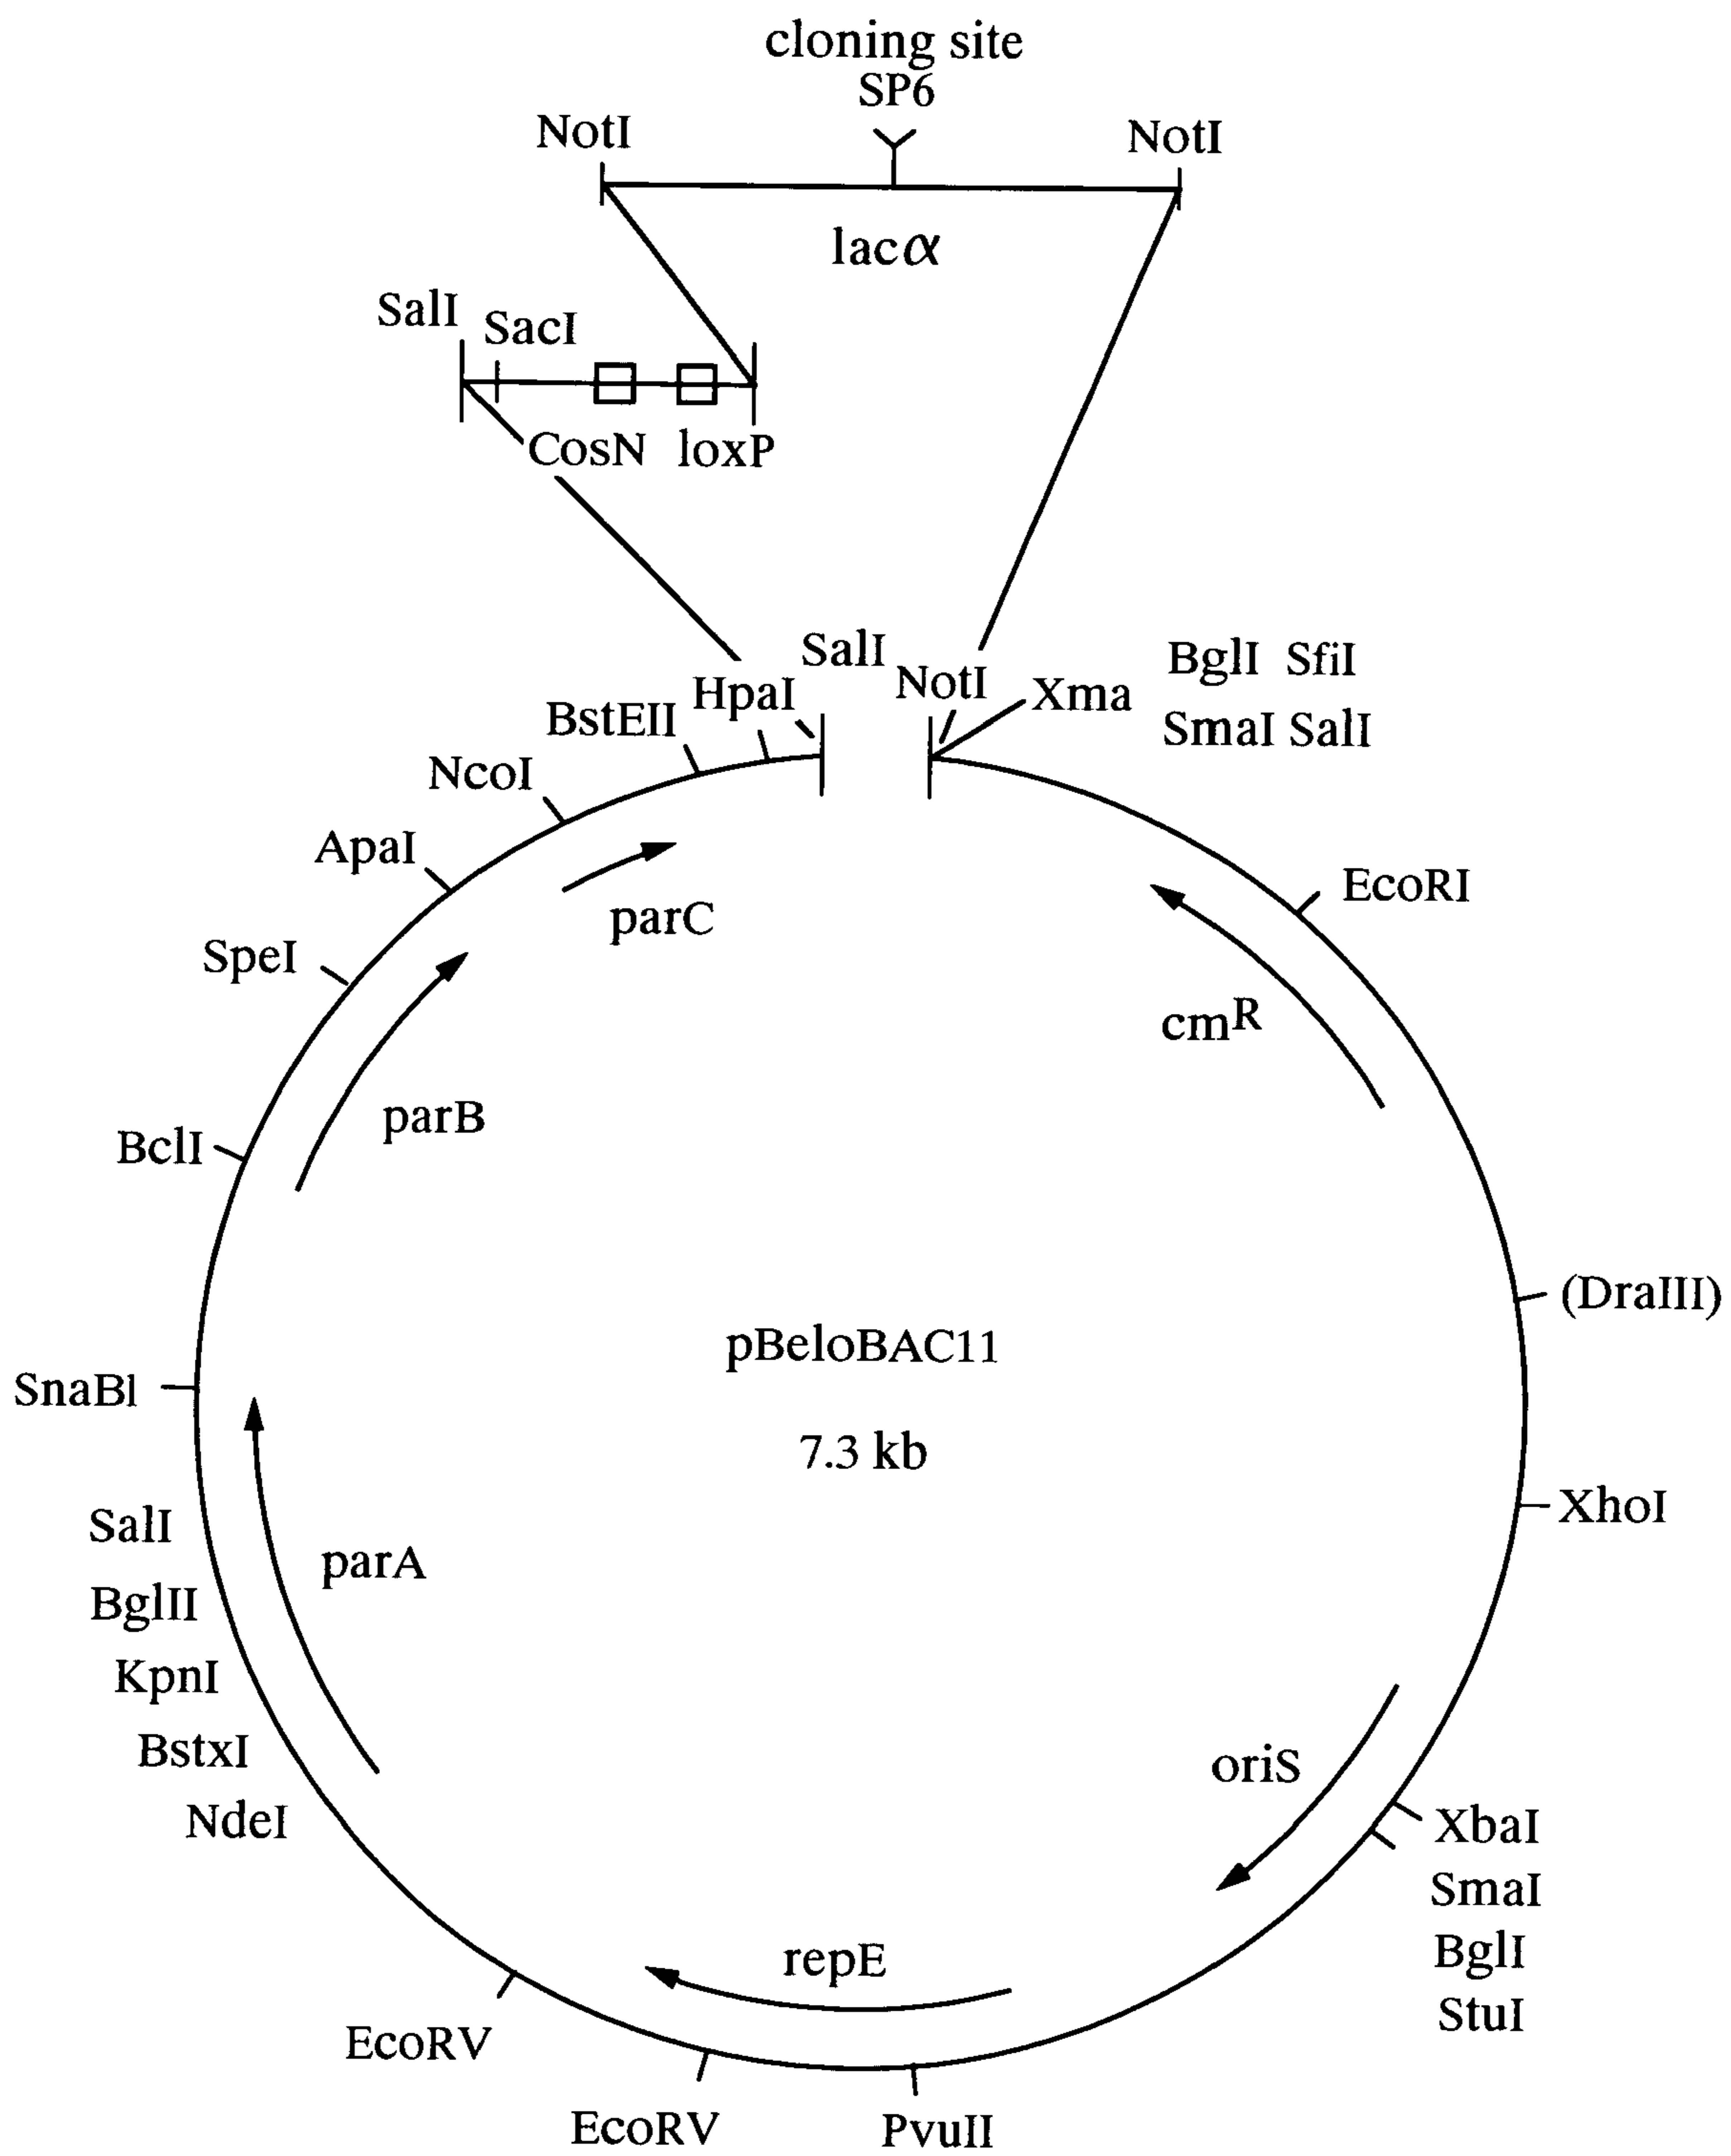 cloning site
SP6
NotI
NotI
lacα
SalI
SacI
CosN
loxP
SalI
NotI
HpaI
Xma
BglI SfiI
SmaI SalI
BstEII
NcoI
ApaI
SpeI
BclI
SnaBl
SalI
BglII
KpnI
BstxI
NdeI
EcoRV
EcoRV
PvuII
EcoRI
(DraIII)
XhoI
XbaI
SmaI
BglI
StuI
parC
parB
parA
cmR
oriS
repE
pBeloBAC11
7.3 kb